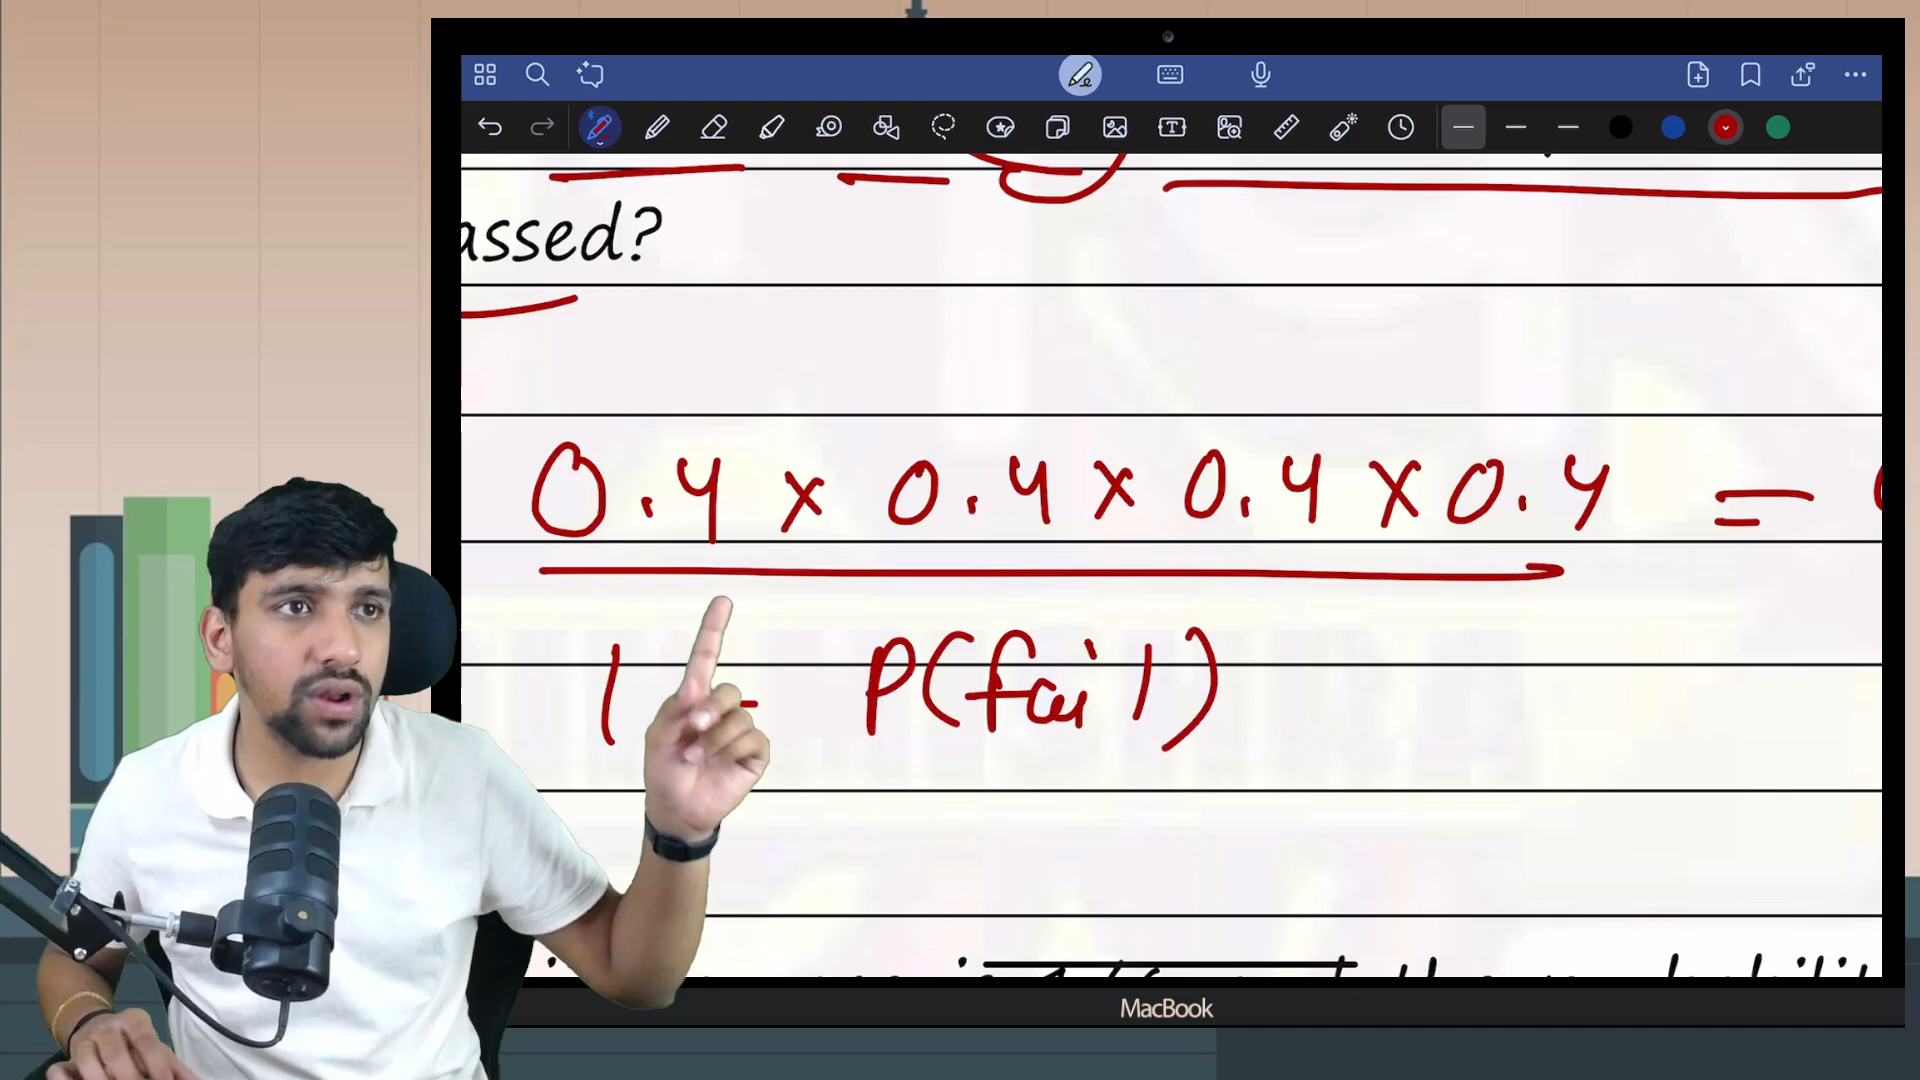 assed?
0.4 x 0.4 x 0.4 x 0.4 =
1 - P(fail)
MacBook